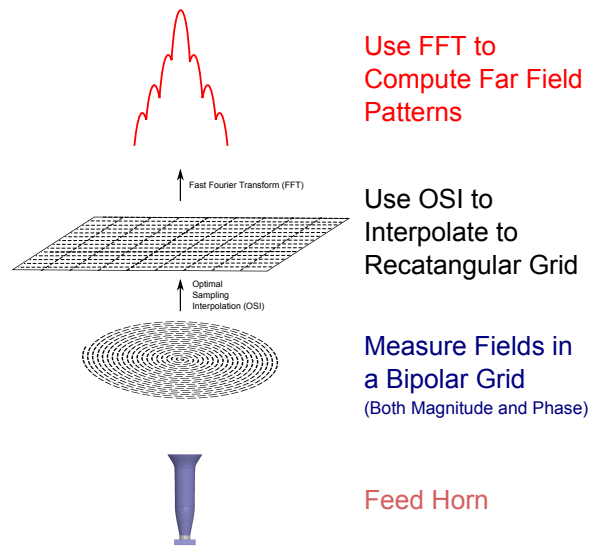 Use FFT to
Compute Far Field
Patterns
Fast Fourier Transform (FFT)
Use OSI to
Interpolate to
Recatangular Grid
Optimal
Sampling
Interpolation (OSI)
Measure Fields in
a Bipolar Grid
(Both Magnitude and Phase)
Feed Horn